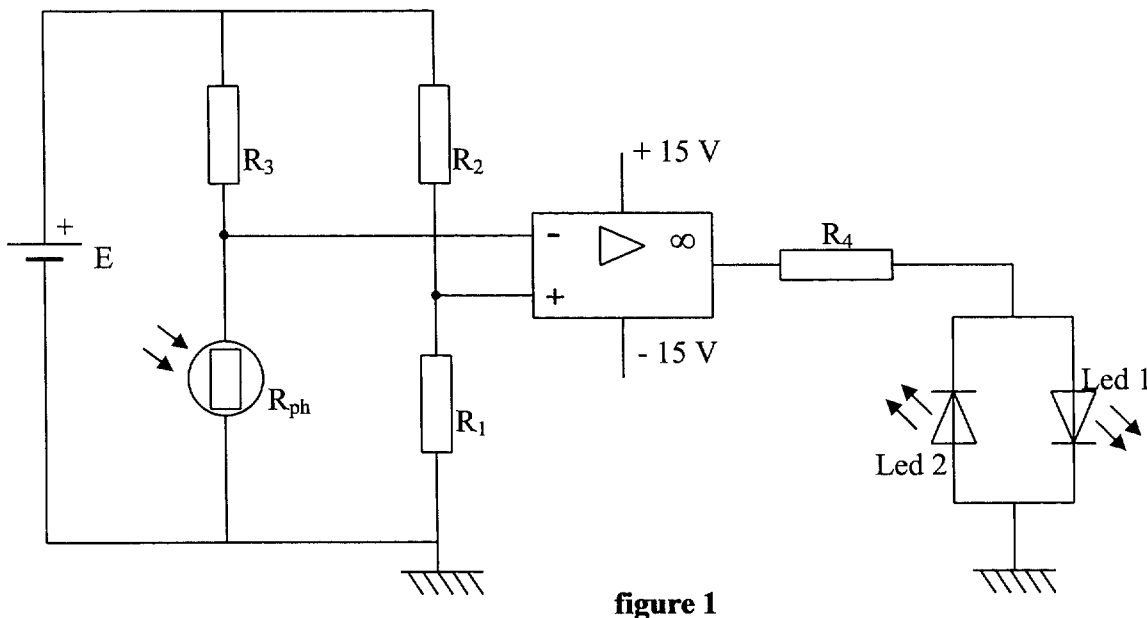 R₃
R₂
+ 15 V
+
E
-
∞
+
R₄
- 15 V
Rph
R₁
Led 1
Led 2
figure 1